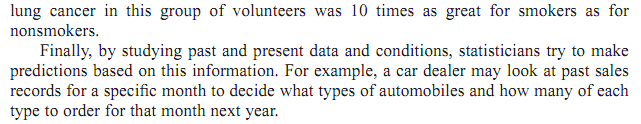 lung cancer in this group of volunteers was 10 times as great for smokers as for
nonsmokers.
Finally, by studying past and present data and conditions, statisticians try to make
predictions based on this information. For example, a car dealer may look at past sales
records for a specific month to decide what types of automobiles and how many of each
type to order for that month next year.